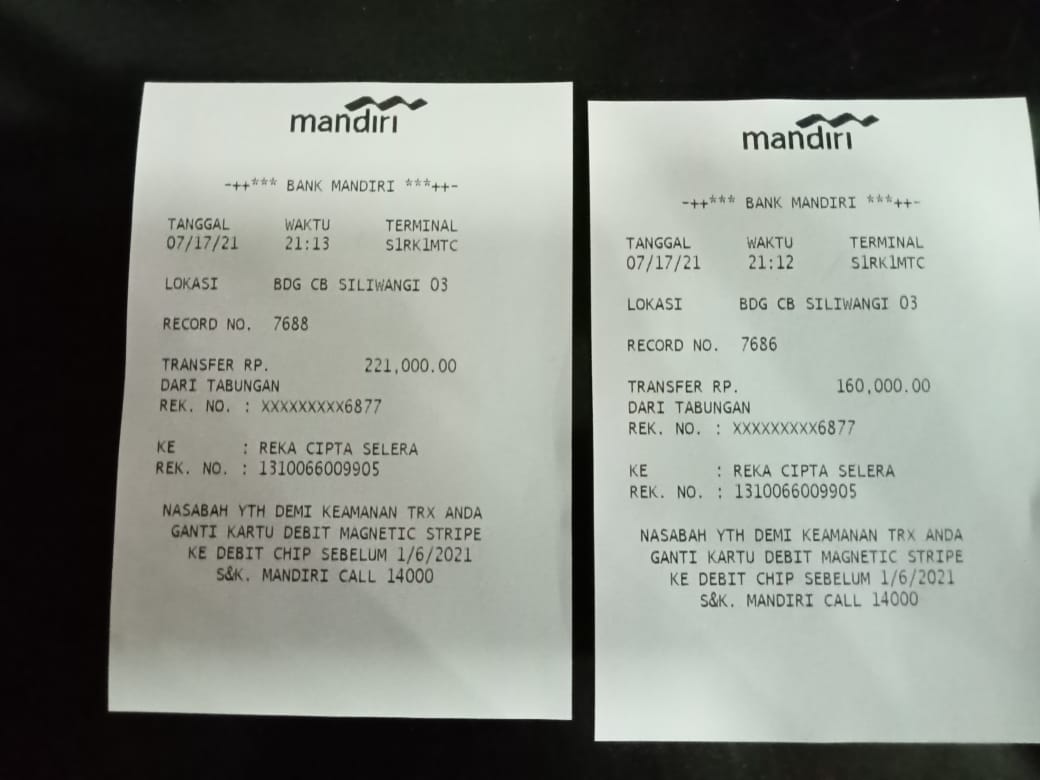 mandiri
-++*** BANK MANDIRI ***++-
TANGGAL WAKTU TERMINAL
07/17/21 21:13 S1RK1MTC
LOKASI BDG CB SILIWANGI 03
RECORD NO. 7688
TRANSFER RP. 221,000.00
DARI TABUNGAN
REK. NO. : XXXXXXXXX6877
KE : REKA CIPTA SELERA
REK. NO. : 1310066009905
NASABAH YTH DEMI KEAMANAN TRX ANDA
GANTI KARTU DEBIT MAGNETIC STRIPE
KE DEBIT CHIP SEBELUM 1/6/2021
S&K. MANDIRI CALL 14000
mandiri
-++*** BANK MANDIRI ***++-
TANGGAL WAKTU TERMINAL
07/17/21 21:12 S1RK1MTC
LOKASI BDG CB SILIWANGI 03
RECORD NO. 7686
TRANSFER RP. 160,000.00
DARI TABUNGAN
REK. NO. : XXXXXXXXX6877
KE : REKA CIPTA SELERA
REK. NO. : 1310066009905
NASABAH YTH DEMI KEAMANAN TRX ANDA
GANTI KARTU DEBIT MAGNETIC STRIPE
KE DEBIT CHIP SEBELUM 1/6/2021
S&K. MANDIRI CALL 14000